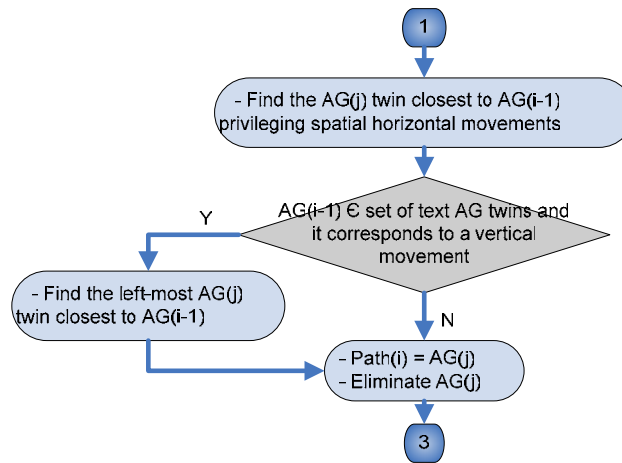 1
- Find the AG(j) twin closest to AG(i-1)
privileging spatial horizontal movements
AG(i-1) Є set of text AG twins and
it corresponds to a vertical
movement
Y
- Find the left-most AG(j)
twin closest to AG(i-1)
N
- Path(i) = AG(j)
- Eliminate AG(j)
3